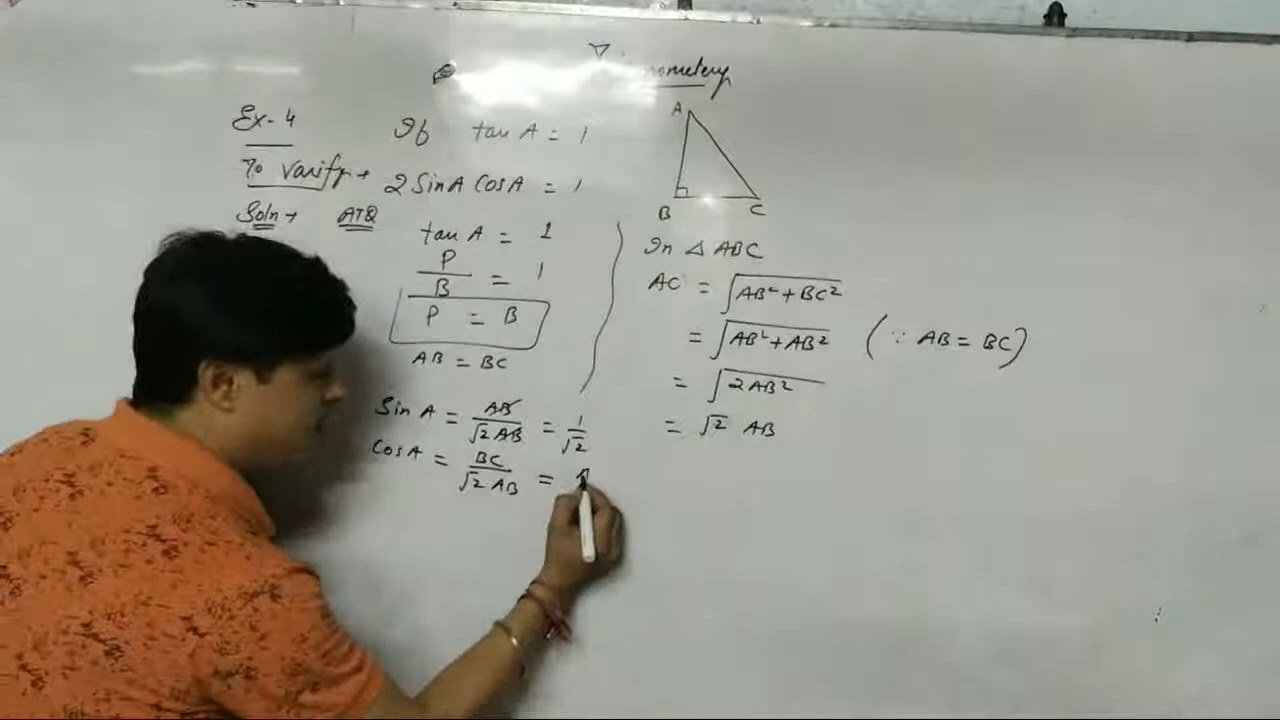 Ex-4
If tan A = 1
To varify → 2 Sin A Cos A = 1
Soln → ATQ
tan A = 1
P/B = 1
P = B
AB = BC
Sin A = AB/√2 AB = 1/√2
Cos A = BC/√2 AB =
A
B C
In △ ABC
AC = √AB² + BC²
= √AB² + AB² (∵ AB = BC)
= √2AB²
= √2 AB